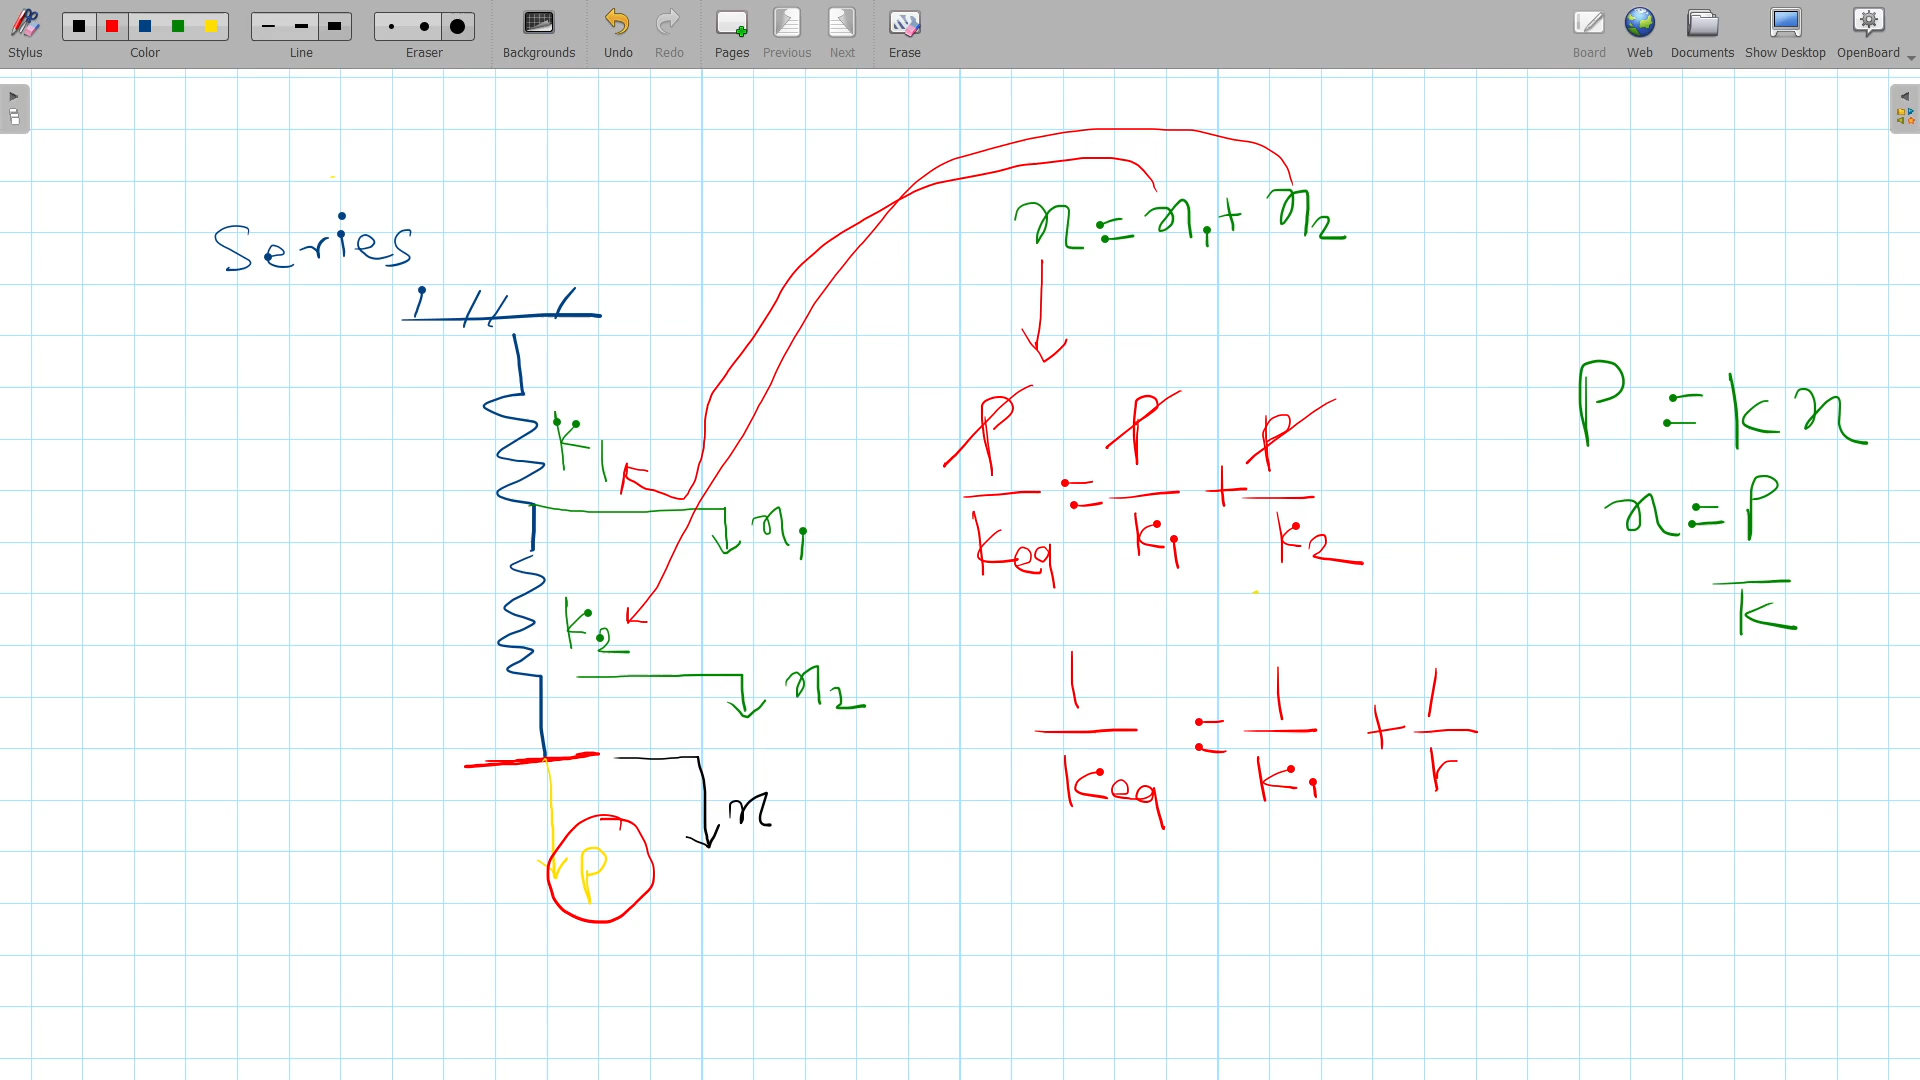 Stylus Color Line Eraser Backgrounds Undo Redo Pages Previous Next Erase Board Web Documents Show Desktop OpenBoard
Series
k1
x1
k2
x2
x
P
x = x1 + x2
P/keq = P/k1 + P/k2
1/keq = 1/k1 + 1/r
P = kx
x = P/k